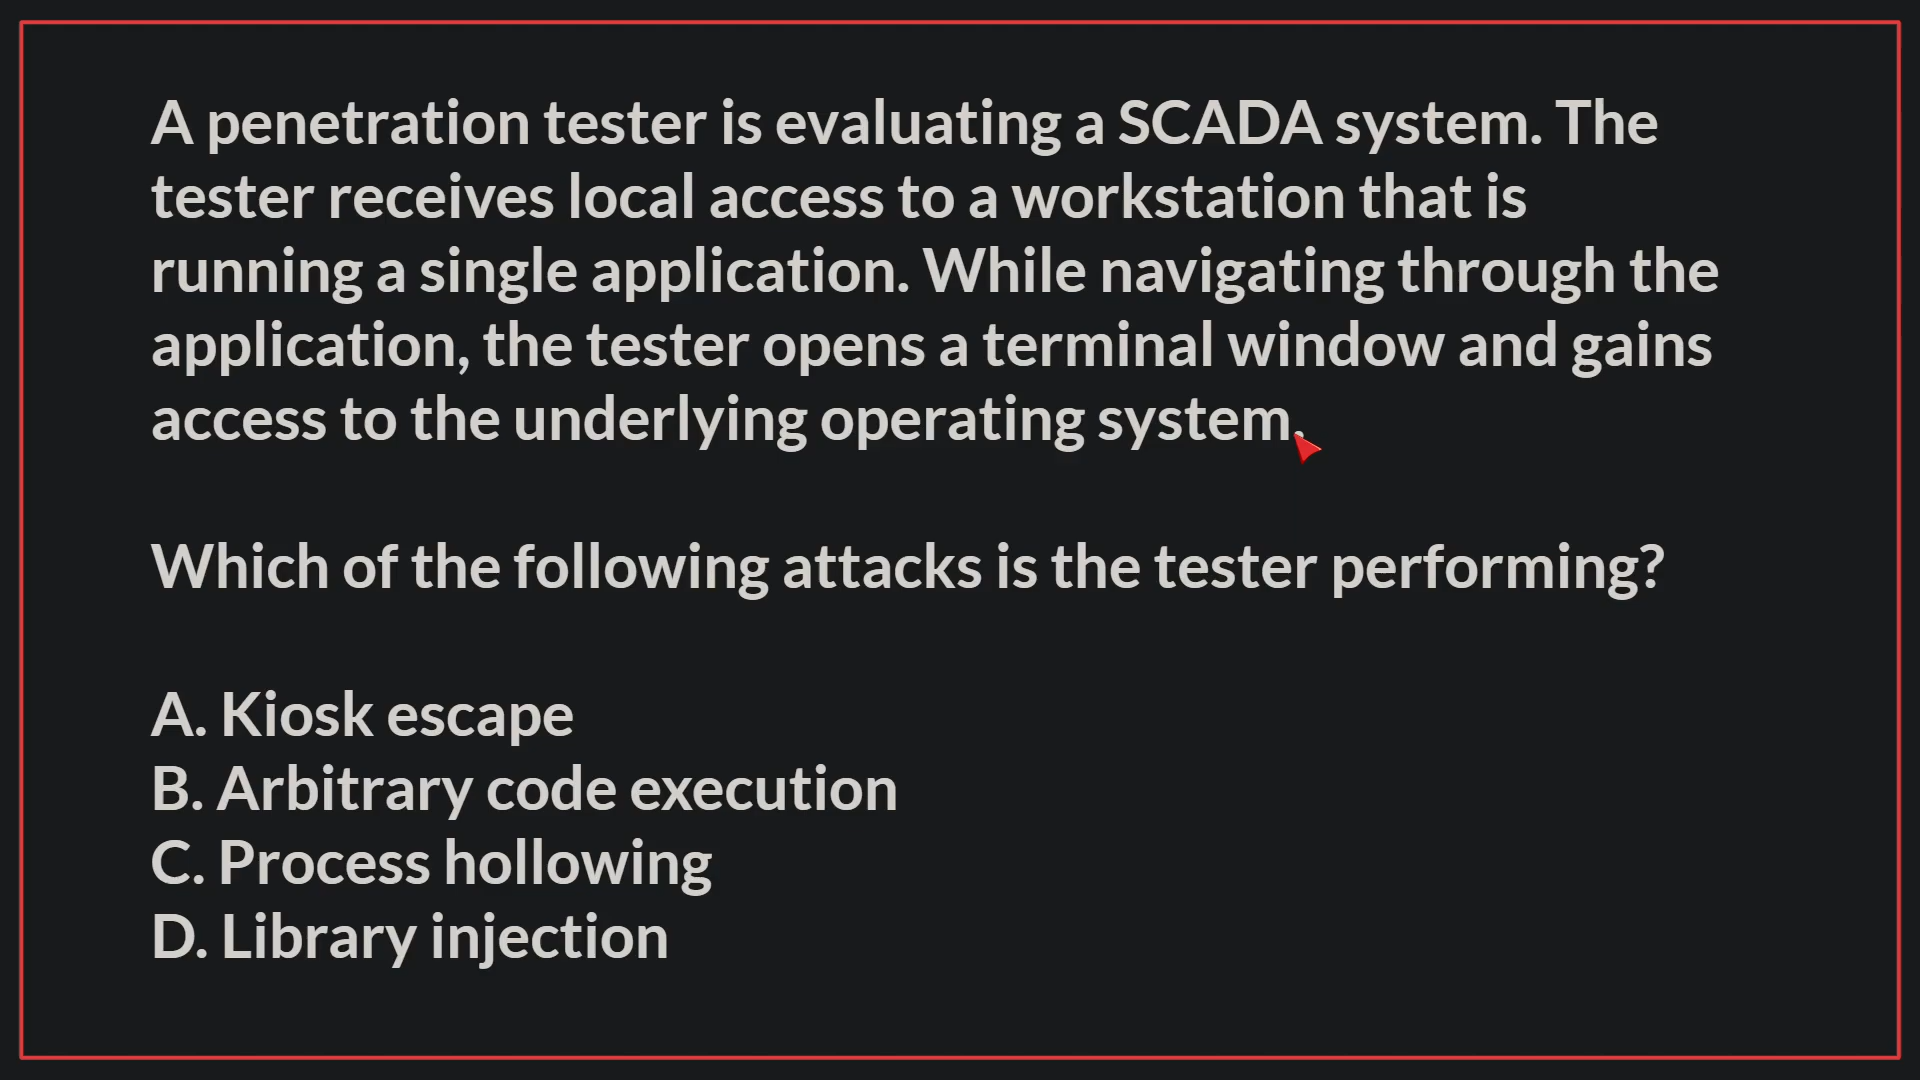 A penetration tester is evaluating a SCADA system. The
tester receives local access to a workstation that is
running a single application. While navigating through the
application, the tester opens a terminal window and gains
access to the underlying operating system.
Which of the following attacks is the tester performing?
A. Kiosk escape
B. Arbitrary code execution
C. Process hollowing
D. Library injection